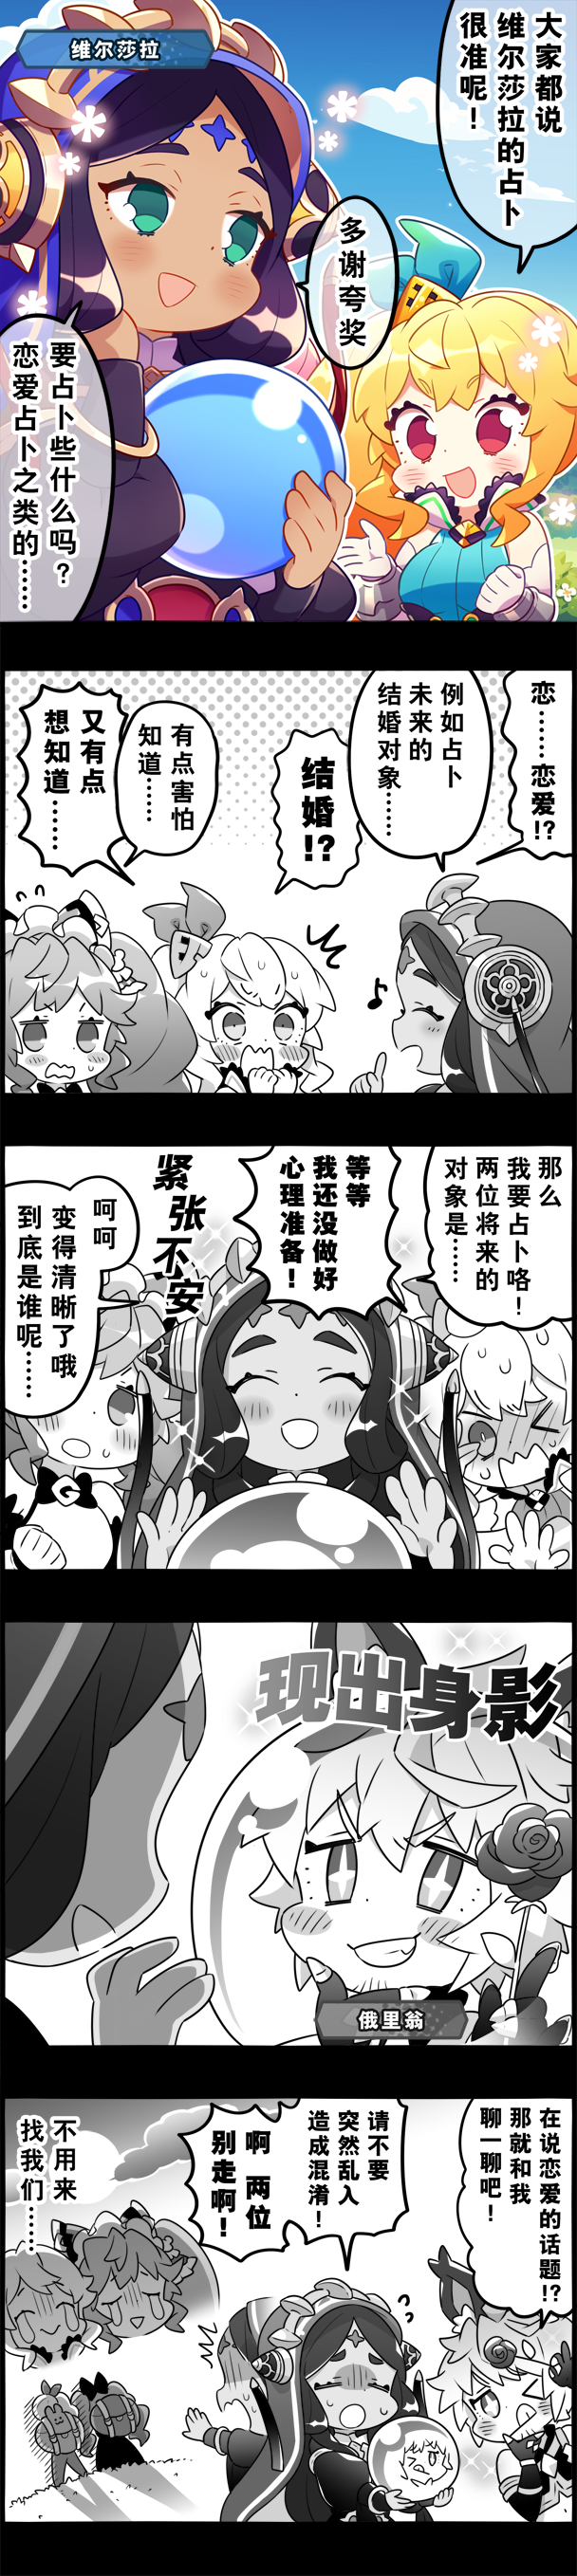 维尔莎拉
大家都说
维尔莎拉的占卜
很准呢！
多谢夸奖
要占卜些什么吗？
恋爱占卜之类的……
恋……恋爱!?
例如占卜
未来的
结婚对象……
结婚!?
有点害怕
知道……
又有点
想知道……
那么
我要占卜咯！
两位将来的
对象是……
等等
我还没做好
心理准备！
紧张不安
呵呵
变得清晰了哦
到底是谁呢……
G
现出身影
俄里翁
在说恋爱的话题!?
那就和我
聊一聊吧！
请不要
突然乱入
造成混淆！
啊 两位
别走啊！
不用来
找我们……